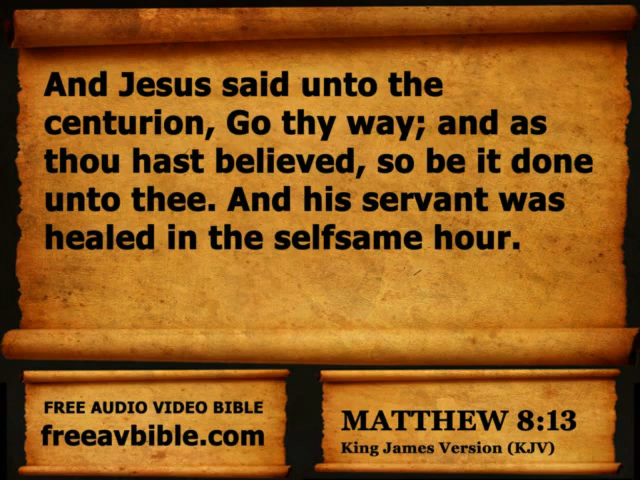 And Jesus said unto the
centurion, Go thy way; and as
thou hast believed, so be it done
unto thee. And his servant was
healed in the selfsame hour.
FREE AUDIO VIDEO BIBLE
freeavbible.com
MATTHEW 8:13
King James Version (KJV)